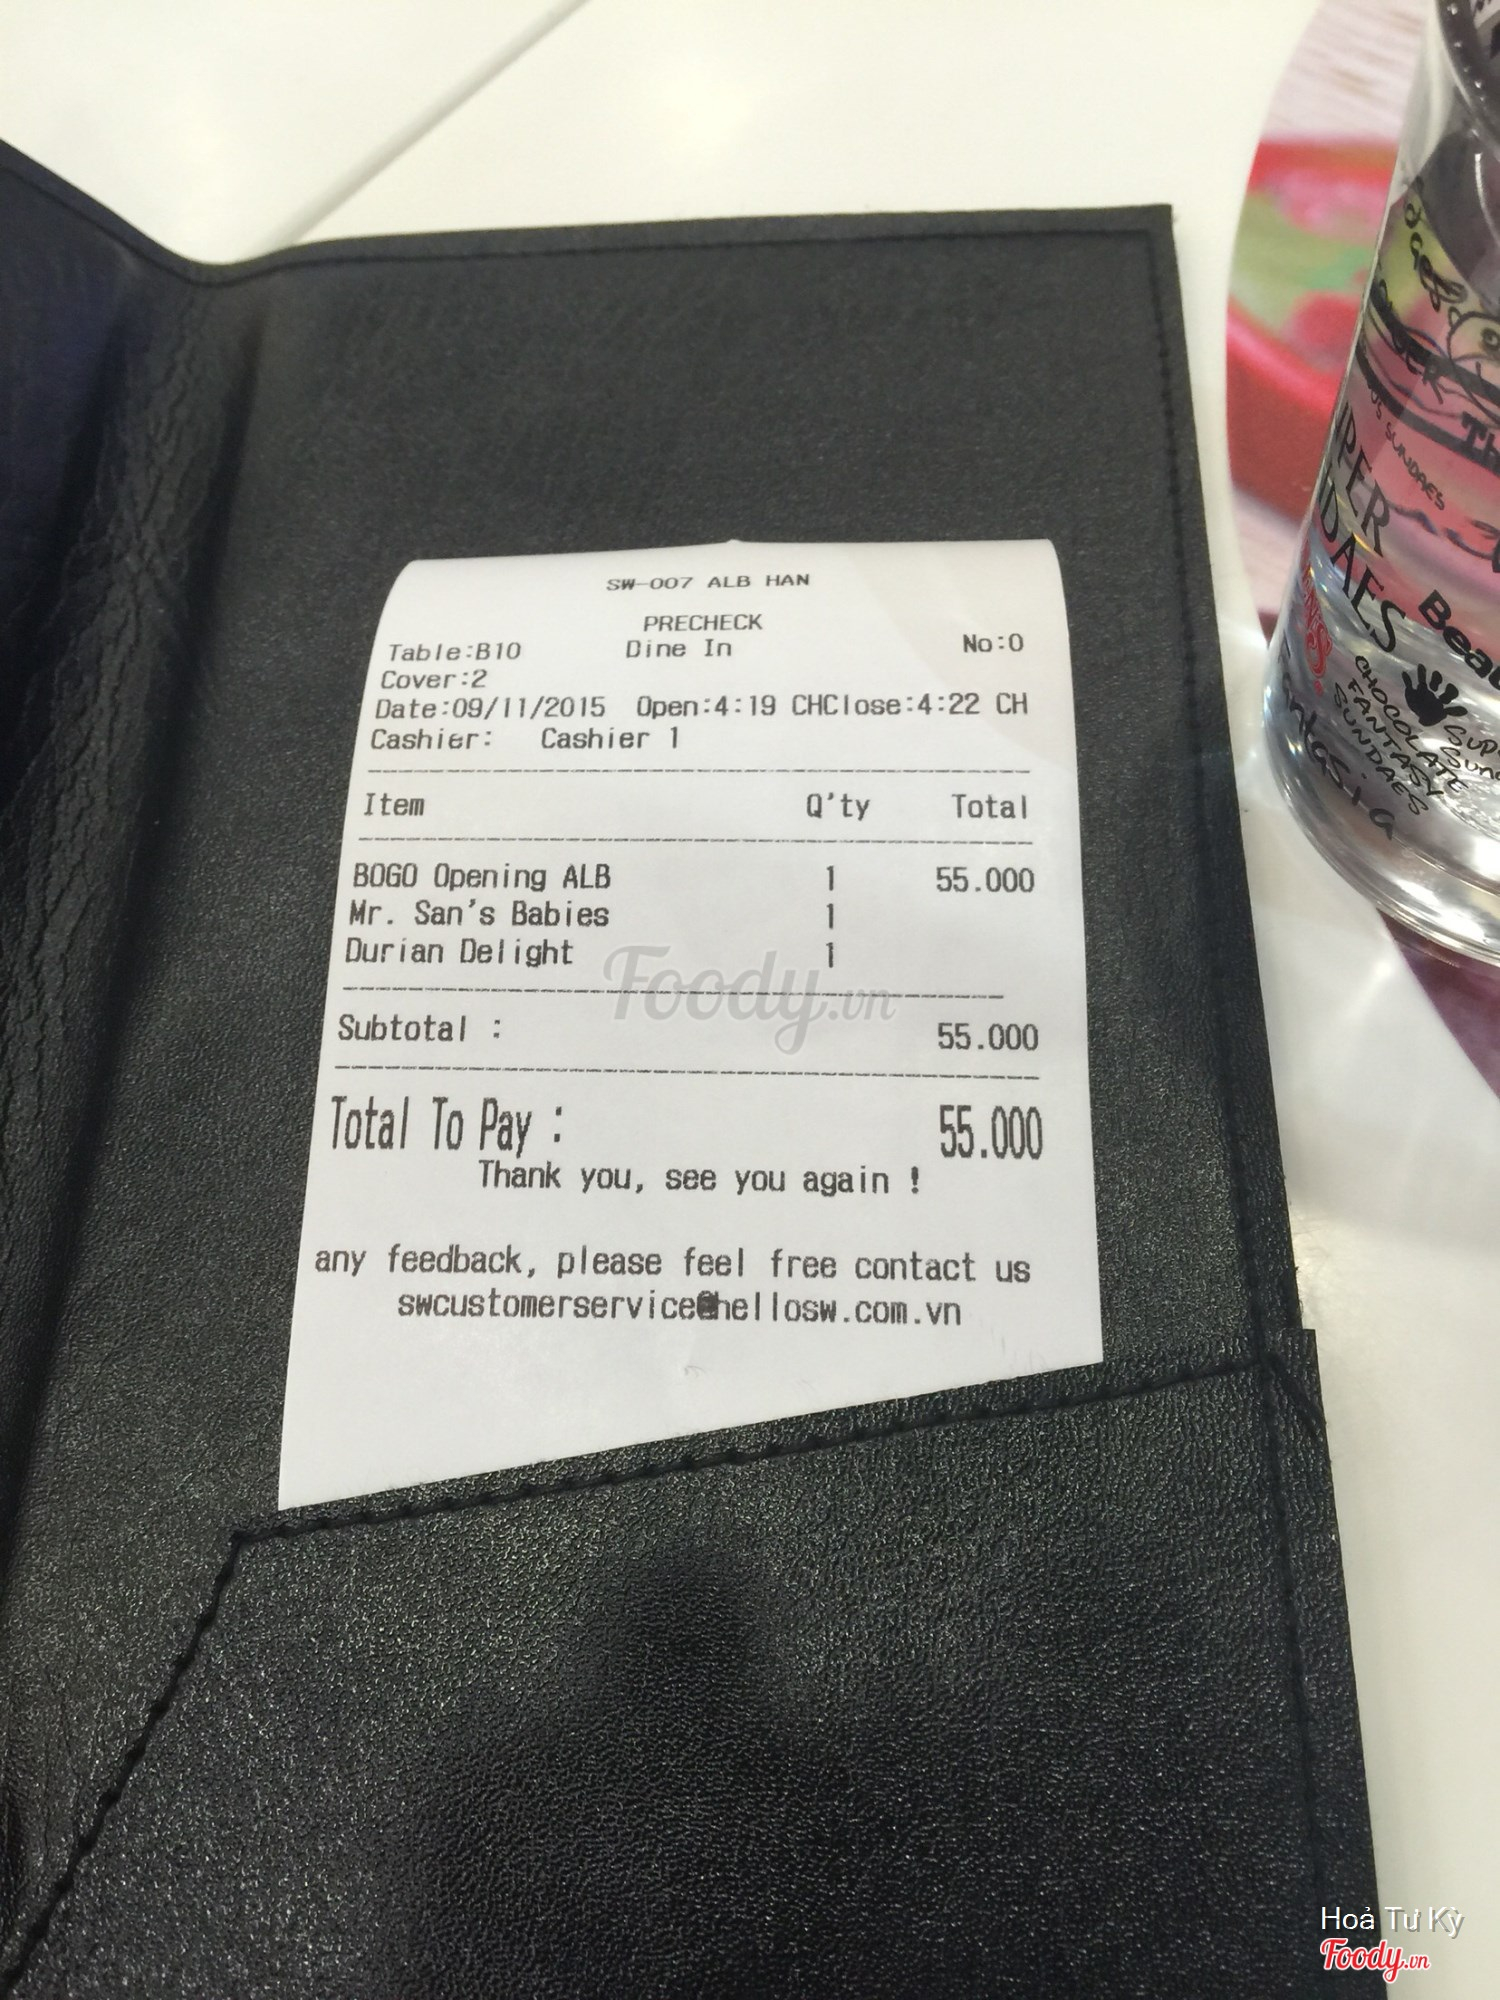 SW-007 ALB HAN
PRECHECK
Table:B10 Dine In No:0
Cover:2
Date:09/11/2015 Open:4:19 CHClose:4:22 CH
Cashier: Cashier 1
Item Q'ty Total
BOGO Opening ALB 1 55.000
Mr. San's Babies 1
Durian Delight 1
Subtotal : 55.000
Total To Pay : 55.000
Thank you, see you again !
any feedback, please feel free contact us
swcustomerservice@hellosw.com.vn
Foody.vn
SUNDAES
CHOCOLATE
FANTASY
SUNDAES
Hoả Tư Kỳ
Foody.vn